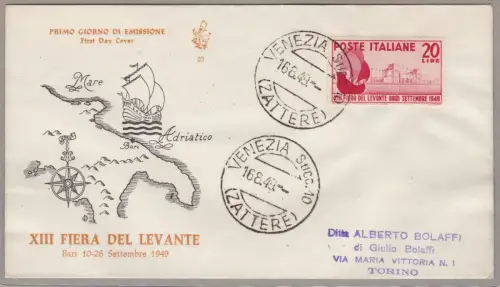 PRIMO GIORNO DI EMISSIONE
First Day Cover
Mare
Adriatico
Bari
XIII FIERA DEL LEVANTE
Bari 10-26 Settembre 1949
POSTE ITALIANE
20
LIRE
FIERA DEL LEVANTE BARI-SETTEMBRE 1949
VENEZIA SUCC. 10
16.8.49.
(ZATTERE)
VENEZIA SUCC. 10
16.8.49.
(ZATTERE)
Ditta ALBERTO BOLAFFI
di Giulio Bolaffi
VIA MARIA VITTORIA N. 1
TORINO